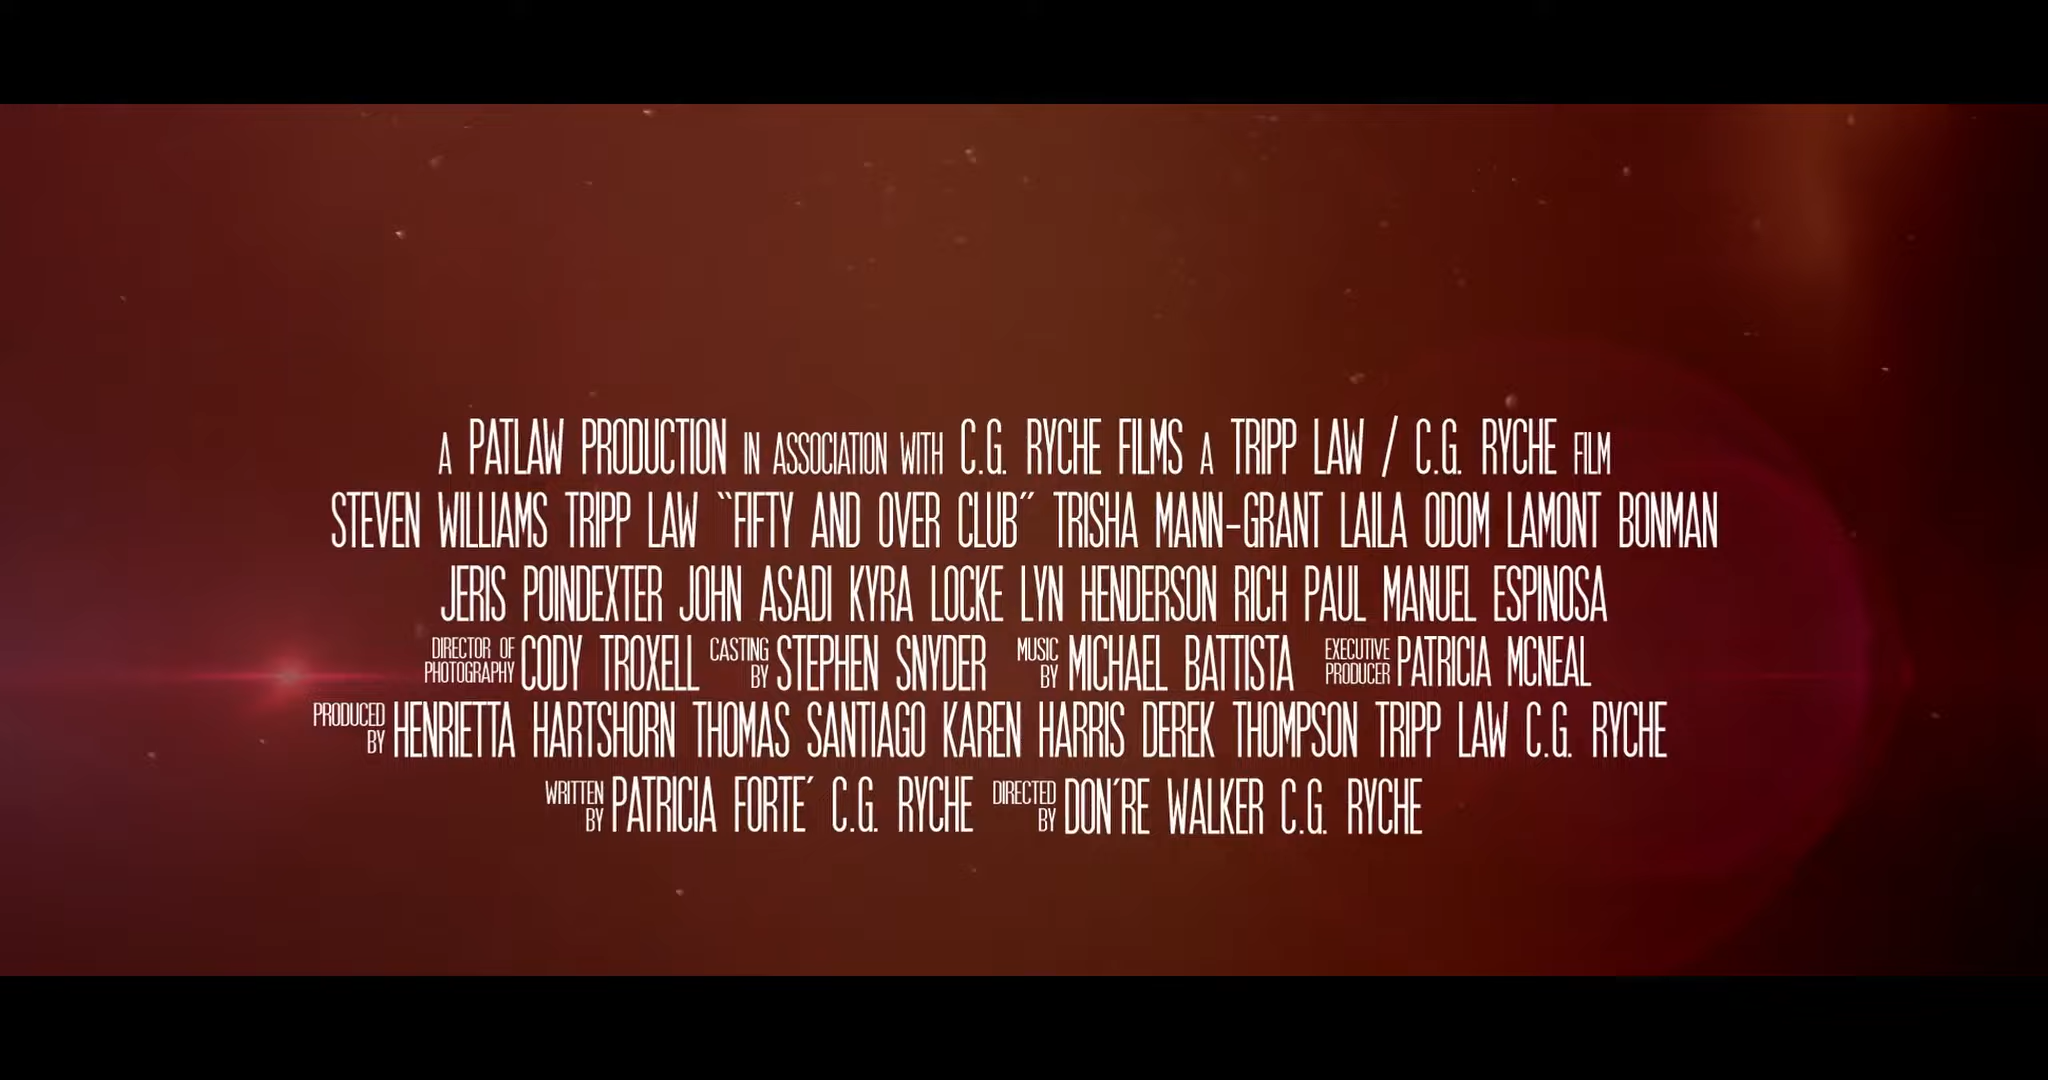 A PATLAW PRODUCTION IN ASSOCIATION WITH C.G. RYCHE FILMS A TRIPP LAW / C.G. RYCHE FILM
STEVEN WILLIAMS TRIPP LAW "FIFTY AND OVER CLUB" TRISHA MANN-GRANT LAILA ODOM LAMONT BONMAN
JERIS POINDEXTER JOHN ASADI KYRA LOCKE LYN HENDERSON RICH PAUL MANUEL ESPINOSA
DIRECTOR OF PHOTOGRAPHY CODY TROXELL CASTING BY STEPHEN SNYDER MUSIC BY MICHAEL BATTISTA EXECUTIVE PRODUCER PATRICIA MCNEAL
PRODUCED BY HENRIETTA HARTSHORN THOMAS SANTIAGO KAREN HARRIS DEREK THOMPSON TRIPP LAW C.G. RYCHE
WRITTEN BY PATRICIA FORTE' C.G. RYCHE DIRECTED BY DON'RE WALKER C.G. RYCHE